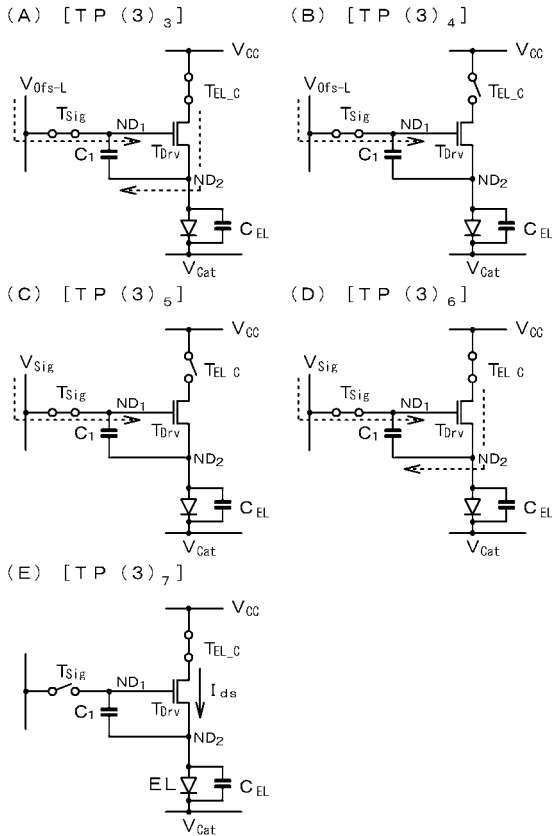 (A) [TP (3)3]
VCC
VOfs-L
TEL_C
TSig
ND1
C1
TDrv
ND2
CEL
VCat
(B) [TP (3)4]
VCC
VOfs-L
TEL_C
TSig
ND1
C1
TDrv
ND2
CEL
VCat
(C) [TP (3)5]
VCC
VSig
TEL_C
TSig
ND1
C1
TDrv
ND2
CEL
VCat
(D) [TP (3)6]
VCC
VSig
TEL_C
TSig
ND1
C1
TDrv
ND2
CEL
VCat
(E) [TP (3)7]
VCC
TEL_C
TSig
ND1
Ids
C1
TDrv
ND2
EL
CEL
VCat